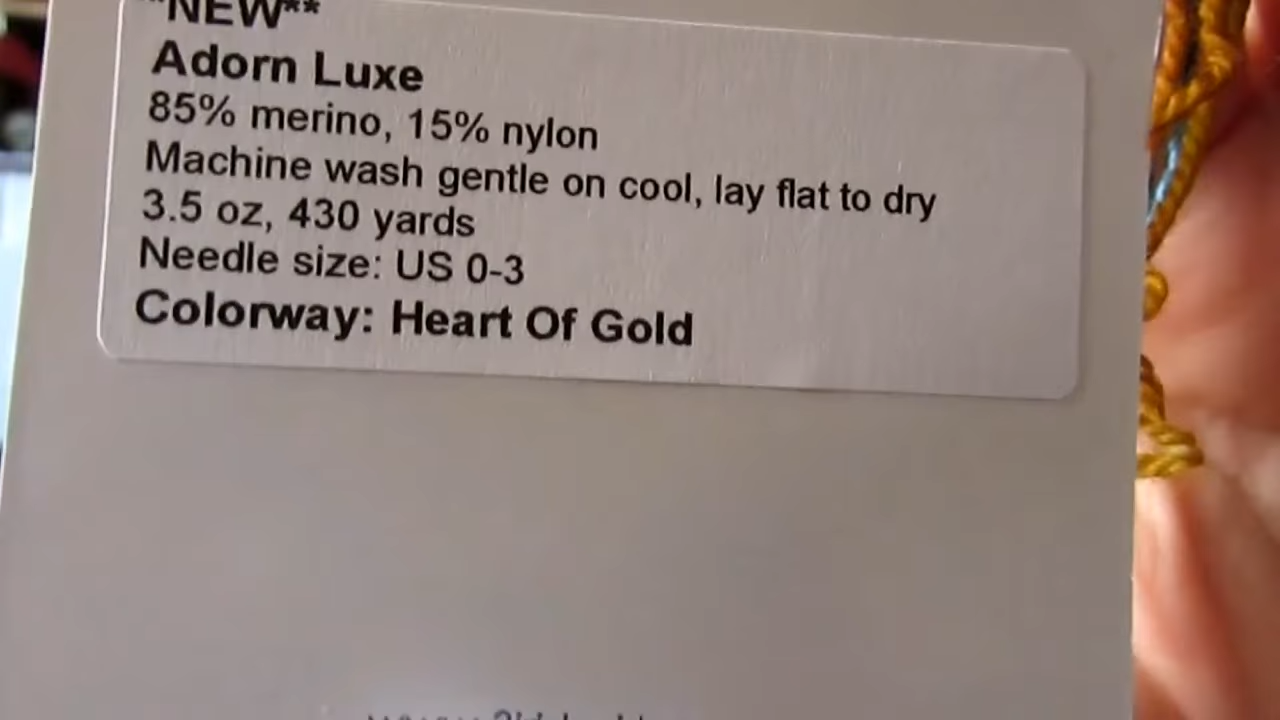 **NEW**
Adorn Luxe
85% merino, 15% nylon
Machine wash gentle on cool, lay flat to dry
3.5 oz, 430 yards
Needle size: US 0-3
Colorway: Heart Of Gold